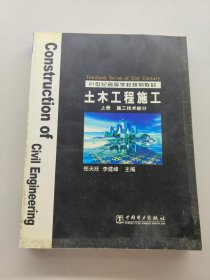 Construction of
Civil Engineering
Textbook Series of 21st Century
21世纪高等学校规划教材
土木工程施工
上册 施工技术部分
郑天旺 李建峰 主编
中国电力出版社